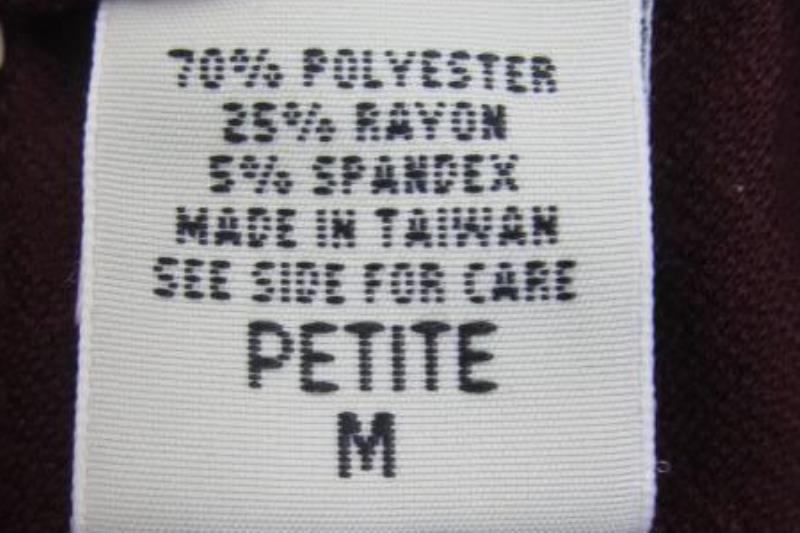 70% POLYESTER
25% RAYON
5% SPANDEX
MADE IN TAIWAN
SEE SIDE FOR CARE
PETITE
M